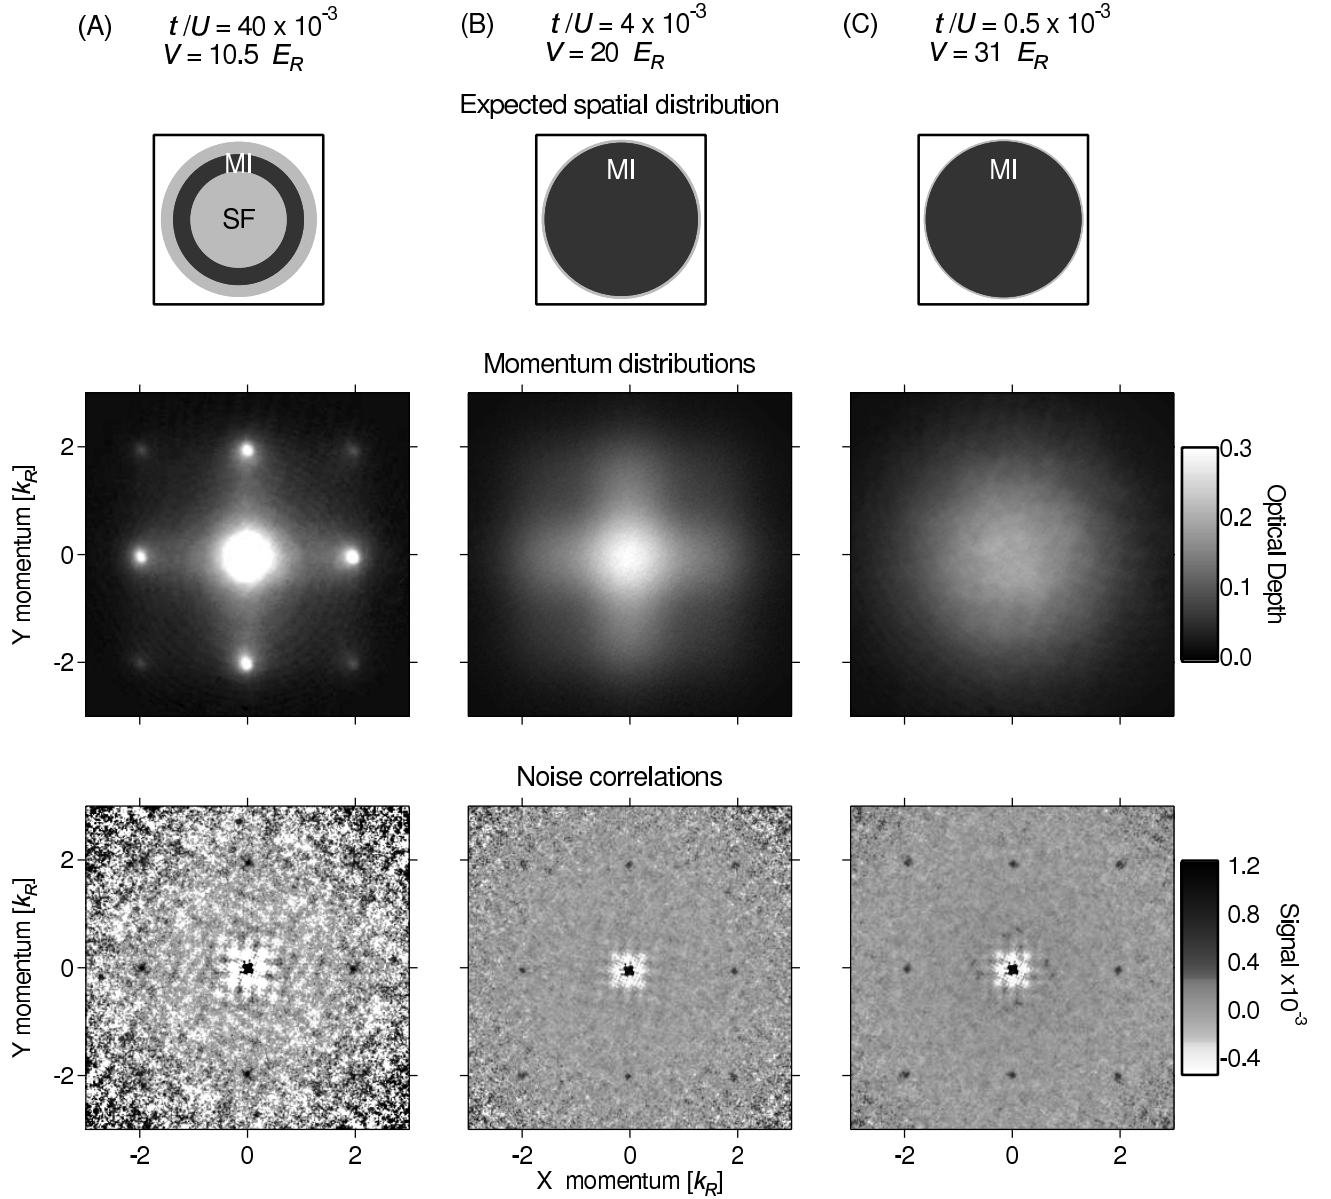 (A) t/U = 40 x 10⁻³
V = 10.5 E_R
(B) t/U = 4 x 10⁻³
V = 20 E_R
(C) t/U = 0.5 x 10⁻³
V = 31 E_R
Expected spatial distribution
MI
SF
MI
MI
Momentum distributions
Y momentum [k_R]
2
0
-2
0.3
0.2
0.1
0.0
Optical Depth
Noise correlations
Y momentum [k_R]
2
0
-2
1.2
0.8
0.4
0.0
-0.4
Signal x10⁻³
-2 0 2
-2 0 2
-2 0 2
X momentum [k_R]